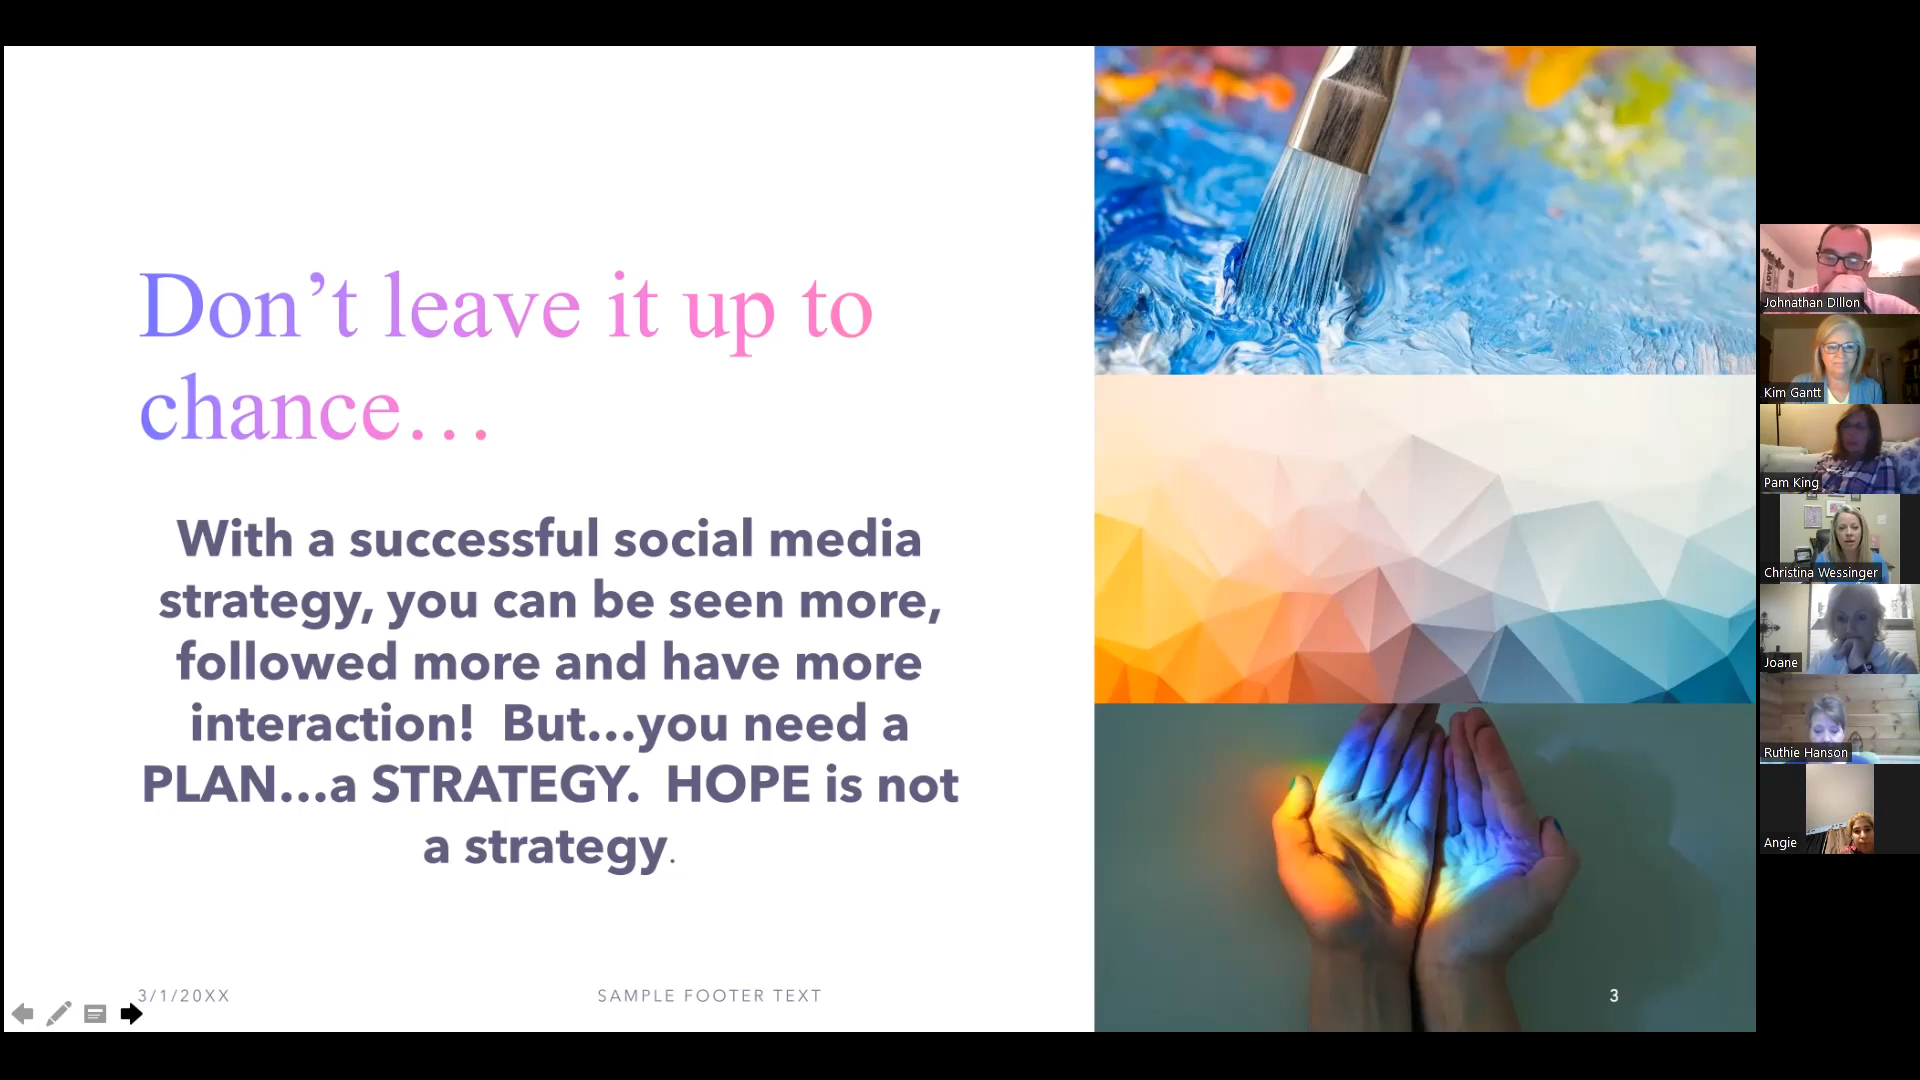 Don’t leave it up to
chance…
With a successful social media
strategy, you can be seen more,
followed more and have more
interaction!  But…you need a
PLAN…a STRATEGY.  HOPE is not
a strategy.
3/1/20XX
SAMPLE FOOTER TEXT
3
Johnathan DIllon
Kim Gantt
Pam King
Christina Wessinger
Joane
Ruthie Hanson
Angie